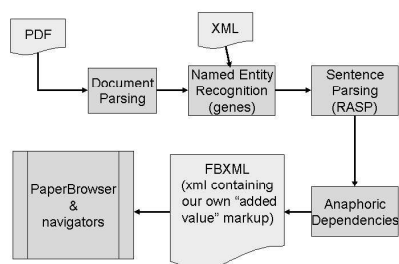 PDF
XML
Document
Parsing
Named Entity
Recognition
(genes)
Sentence
Parsing
(RASP)
PaperBrowser
&
navigators
FBXML
(xml containing
our own “added
value” markup)
Anaphoric
Dependencies